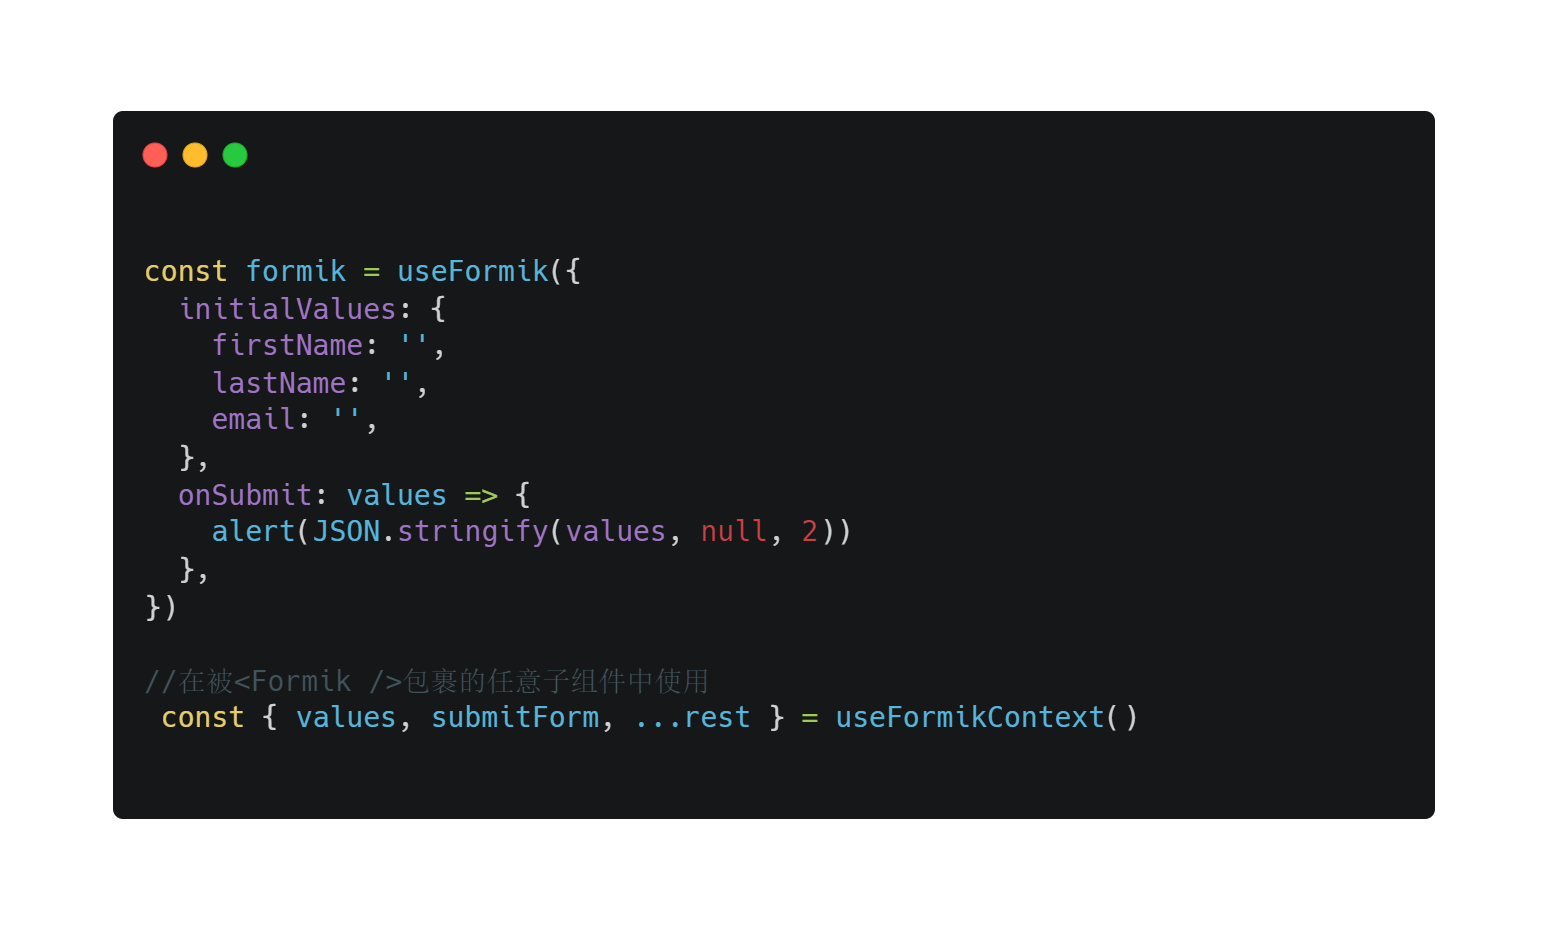 const formik = useFormik({
  initialValues: {
    firstName: '',
    lastName: '',
    email: '',
  },
  onSubmit: values => {
    alert(JSON.stringify(values, null, 2))
  },
})
//在被<Formik />包裹的任意子组件中使用
 const { values, submitForm, ...rest } = useFormikContext()